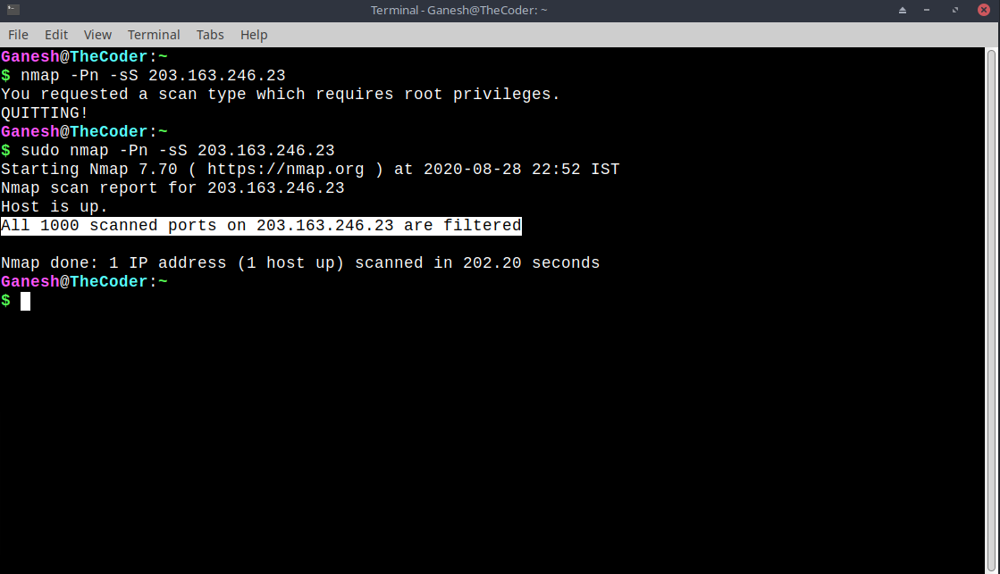 Terminal - Ganesh@TheCoder: ~
File Edit View Terminal Tabs Help
Ganesh@TheCoder:~
$ nmap -Pn -sS 203.163.246.23
You requested a scan type which requires root privileges.
QUITTING!
Ganesh@TheCoder:~
$ sudo nmap -Pn -sS 203.163.246.23
Starting Nmap 7.70 ( https://nmap.org ) at 2020-08-28 22:52 IST
Nmap scan report for 203.163.246.23
Host is up.
All 1000 scanned ports on 203.163.246.23 are filtered
Nmap done: 1 IP address (1 host up) scanned in 202.20 seconds
Ganesh@TheCoder:~
$